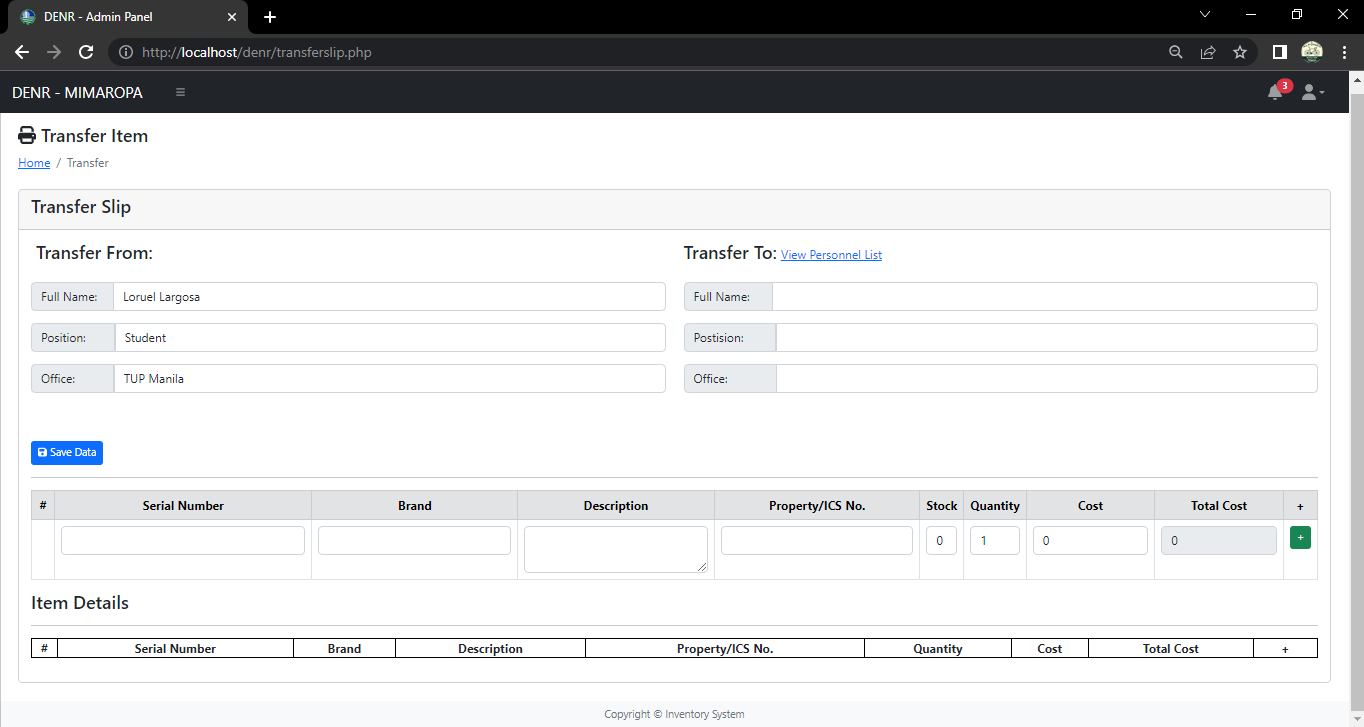 DENR - Admin Panel
http://localhost/denr/transferslip.php
DENR - MIMAROPA
3
Transfer Item
Home / Transfer
Transfer Slip
Transfer From:
Transfer To: View Personnel List
Full Name: Loruel Largosa
Full Name:
Position: Student
Postision:
Office: TUP Manila
Office:
Save Data
# Serial Number Brand Description Property/ICS No. Stock Quantity Cost Total Cost +
0 1 0 0 +
Item Details
# Serial Number Brand Description Property/ICS No. Quantity Cost Total Cost +
Copyright © Inventory System